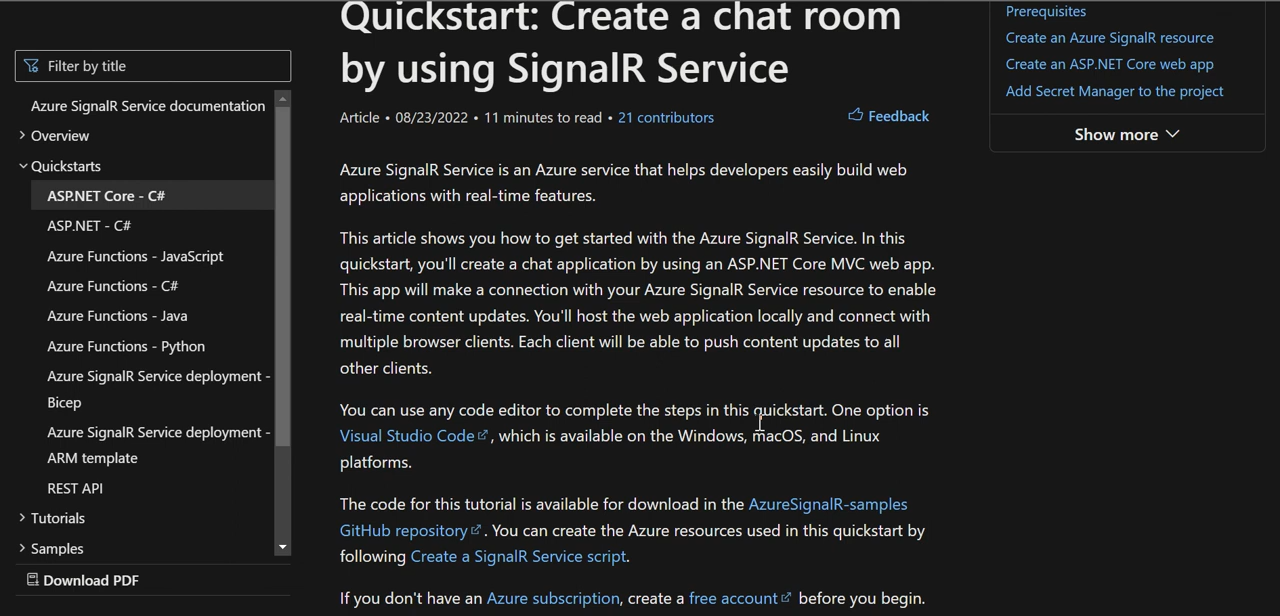 Filter by title
Azure SignalR Service documentation
Overview
Quickstarts
ASP.NET Core - C#
ASP.NET - C#
Azure Functions - JavaScript
Azure Functions - C#
Azure Functions - Java
Azure Functions - Python
Azure SignalR Service deployment -
Bicep
Azure SignalR Service deployment -
ARM template
REST API
Tutorials
Samples
Download PDF
Quickstart: Create a chat room
by using SignalR Service
Article • 08/23/2022 • 11 minutes to read • 21 contributors
Feedback
Azure SignalR Service is an Azure service that helps developers easily build web
applications with real-time features.
This article shows you how to get started with the Azure SignalR Service. In this
quickstart, you'll create a chat application by using an ASP.NET Core MVC web app.
This app will make a connection with your Azure SignalR Service resource to enable
real-time content updates. You'll host the web application locally and connect with
multiple browser clients. Each client will be able to push content updates to all
other clients.
You can use any code editor to complete the steps in this quickstart. One option is
Visual Studio Code, which is available on the Windows, macOS, and Linux
platforms.
The code for this tutorial is available for download in the AzureSignalR-samples
GitHub repository. You can create the Azure resources used in this quickstart by
following Create a SignalR Service script.
If you don't have an Azure subscription, create a free account before you begin.
Prerequisites
Create an Azure SignalR resource
Create an ASP.NET Core web app
Add Secret Manager to the project
Show more